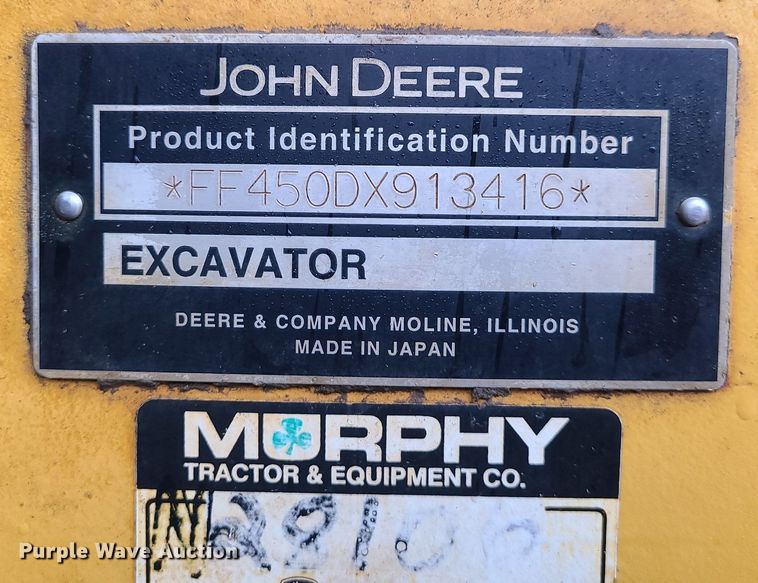 JOHN DEERE
Product Identification Number
*FF450DX913416*
EXCAVATOR
DEERE & COMPANY MOLINE, ILLINOIS
MADE IN JAPAN
MURPHY
TRACTOR & EQUIPMENT CO.
Purple Wave Auction